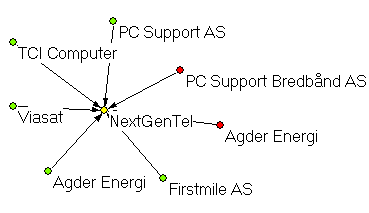 PC Support AS
TCI Computer
PC Support Bredbånd AS
Viasat
NextGenTel
Agder Energi
Agder Energi
Firstmile AS